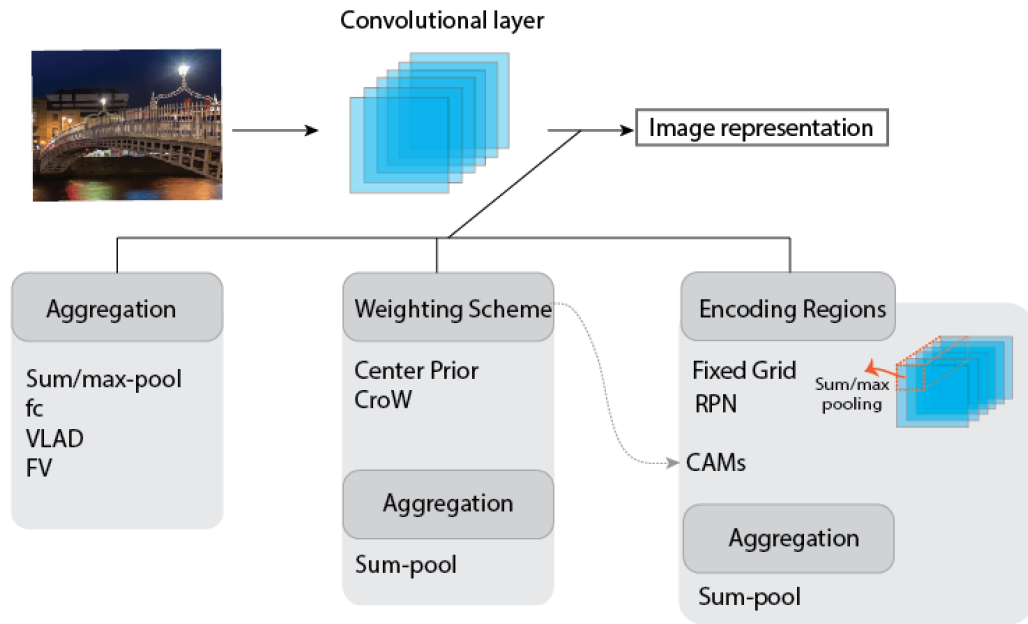 Convolutional layer
Image representation
Aggregation
Sum/max-pool
fc
VLAD
FV
Weighting Scheme
Center Prior
CroW
Aggregation
Sum-pool
Encoding Regions
Fixed Grid
RPN
Sum/max
pooling
CAMs
Aggregation
Sum-pool